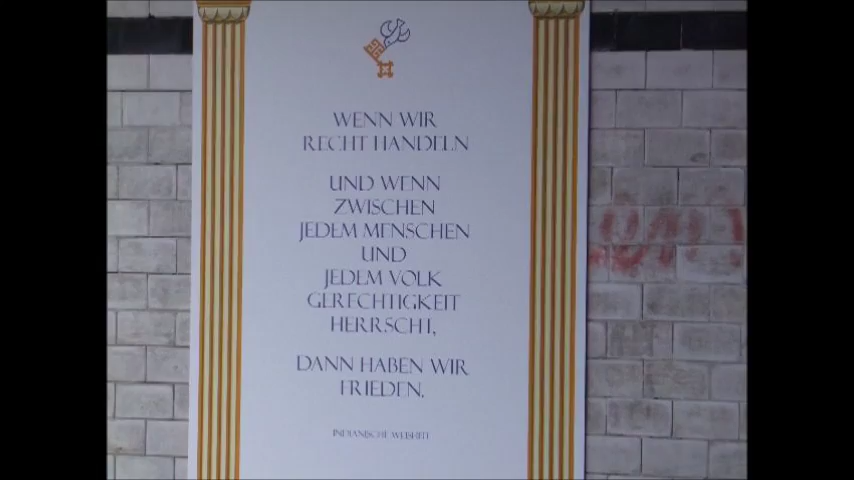 WENN WIR
RECHT HANDELN
UND WENN
ZWISCHEN
JEDEM MENSCHEN
UND
JEDEM VOLK
GERECHTIGKEIT
HERRSCHT,
DANN HABEN WIR
FRIEDEN.
INDIANISCHE WEISHEIT